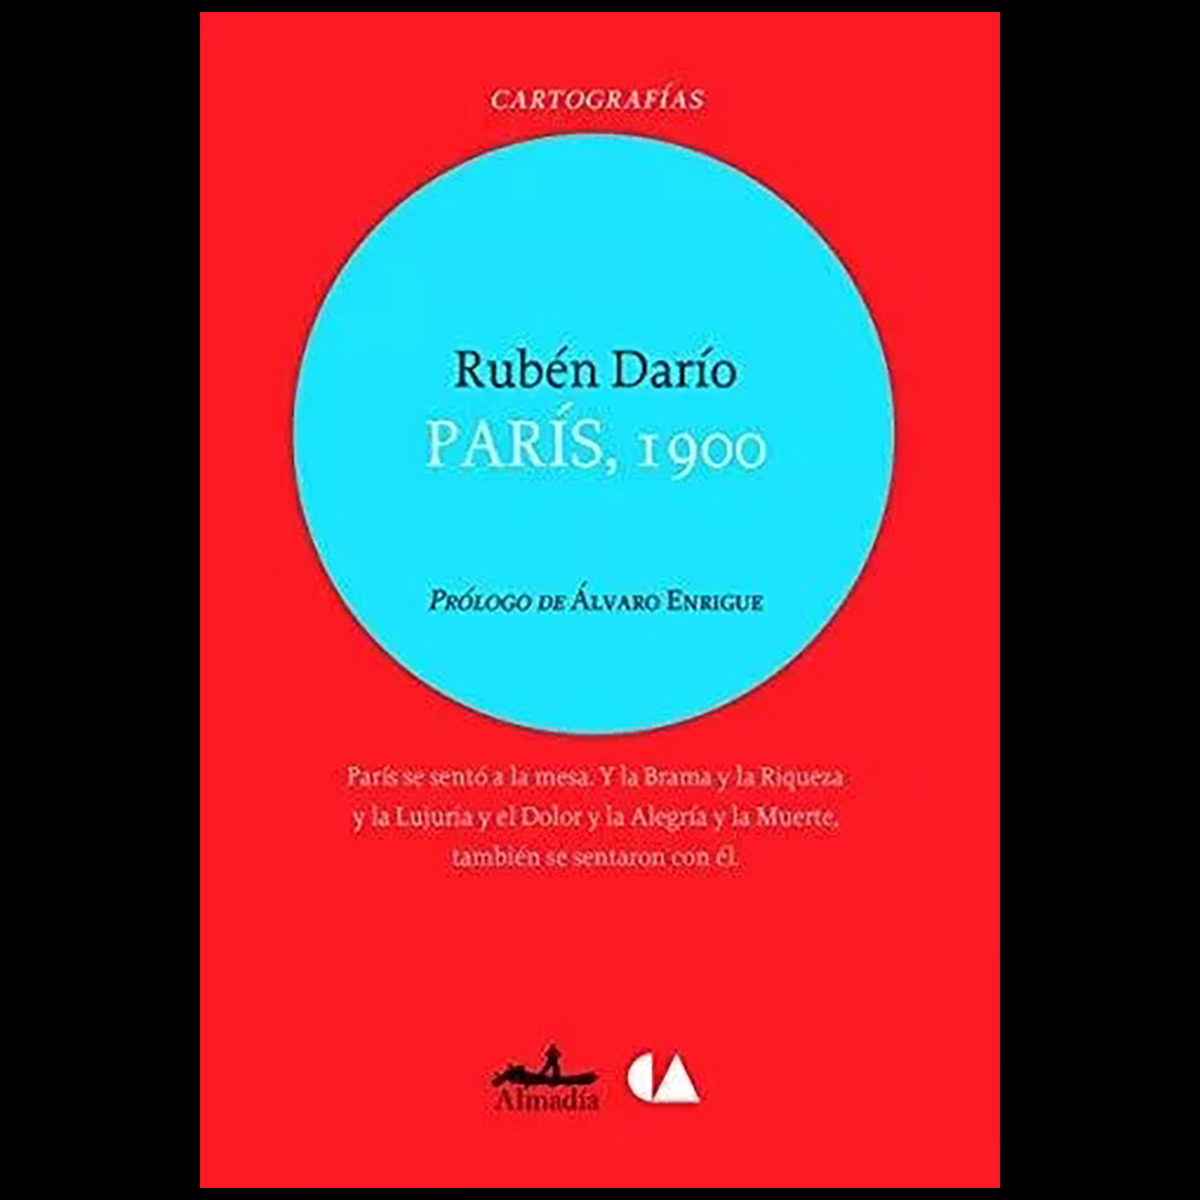 CARTOGRAFÍAS
Rubén Darío
PARÍS, 1900
PRÓLOGO DE ÁLVARO ENRIGUE
París se sentó a la mesa. Y la Brama y la Riqueza
y la Lujuria y el Dolor y la Alegría y la Muerte,
también se sentaron con él.
Almadía
CA